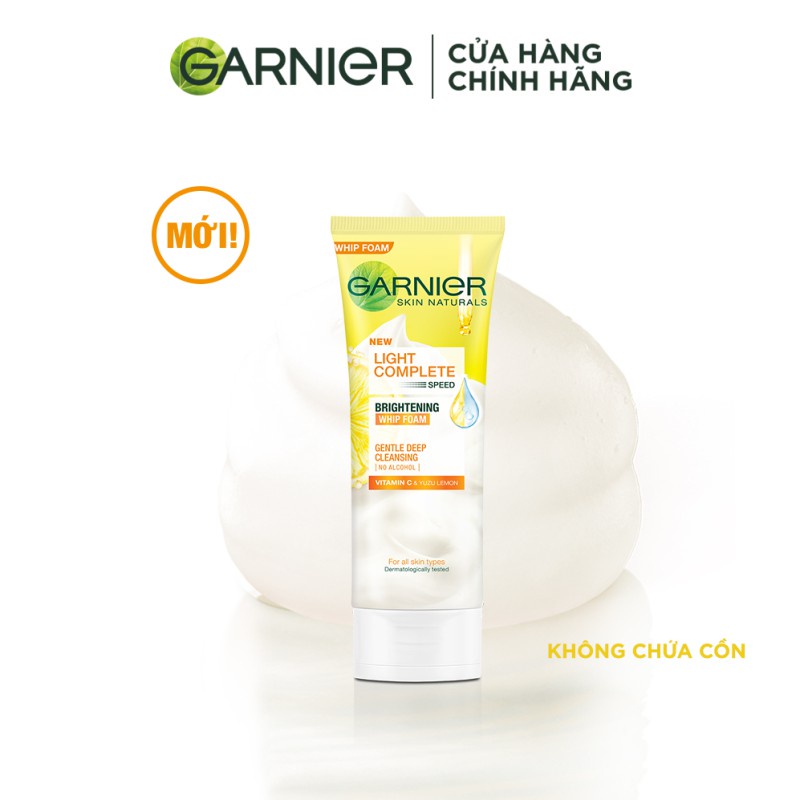 GARNIER
CỬA HÀNG
CHÍNH HÃNG
MỚI!
WHIP FOAM
GARNIER
SKIN NATURALS
NEW
LIGHT
COMPLETE
SPEED
BRIGHTENING
WHIP FOAM
GENTLE DEEP
CLEANSING
| NO ALCOHOL |
VITAMIN C & YUZU LEMON
For all skin types
Dermatologically tested
KHÔNG CHỨA CỒN